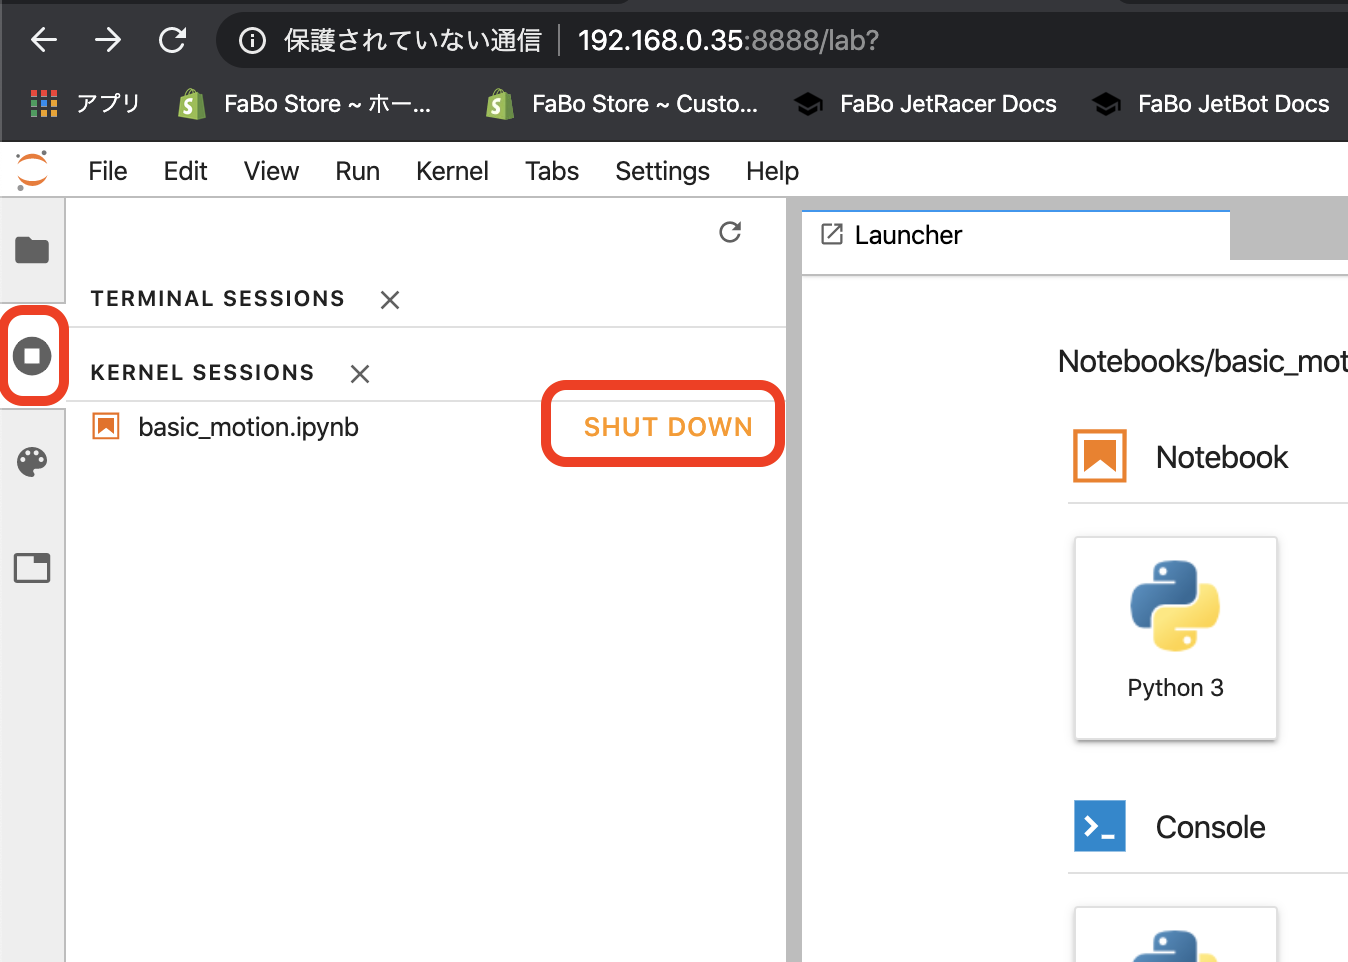 保護されていない通信 192.168.0.35:8888/lab?
アプリ FaBo Store ~ ホー... FaBo Store ~ Custo... FaBo JetRacer Docs FaBo JetBot Docs
File Edit View Run Kernel Tabs Settings Help
Launcher
TERMINAL SESSIONS
KERNEL SESSIONS
basic_motion.ipynb SHUT DOWN
Notebooks/basic_mot
Notebook
Python 3
Console